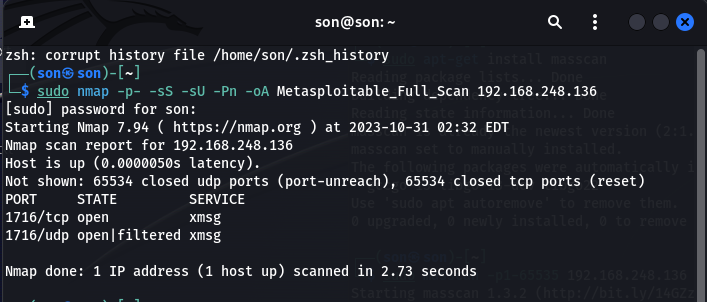 son@son: ~
zsh: corrupt history file /home/son/.zsh_history
┌──(son㉿son)-[~]
└─$ sudo nmap -p- -sS -sU -Pn -oA Metasploitable_Full_Scan 192.168.248.136
[sudo] password for son:
Starting Nmap 7.94 ( https://nmap.org ) at 2023-10-31 02:32 EDT
Nmap scan report for 192.168.248.136
Host is up (0.0000050s latency).
Not shown: 65534 closed udp ports (port-unreach), 65534 closed tcp ports (reset)
PORT     STATE         SERVICE
1716/tcp open          xmsg
1716/udp open|filtered xmsg
Nmap done: 1 IP address (1 host up) scanned in 2.73 seconds